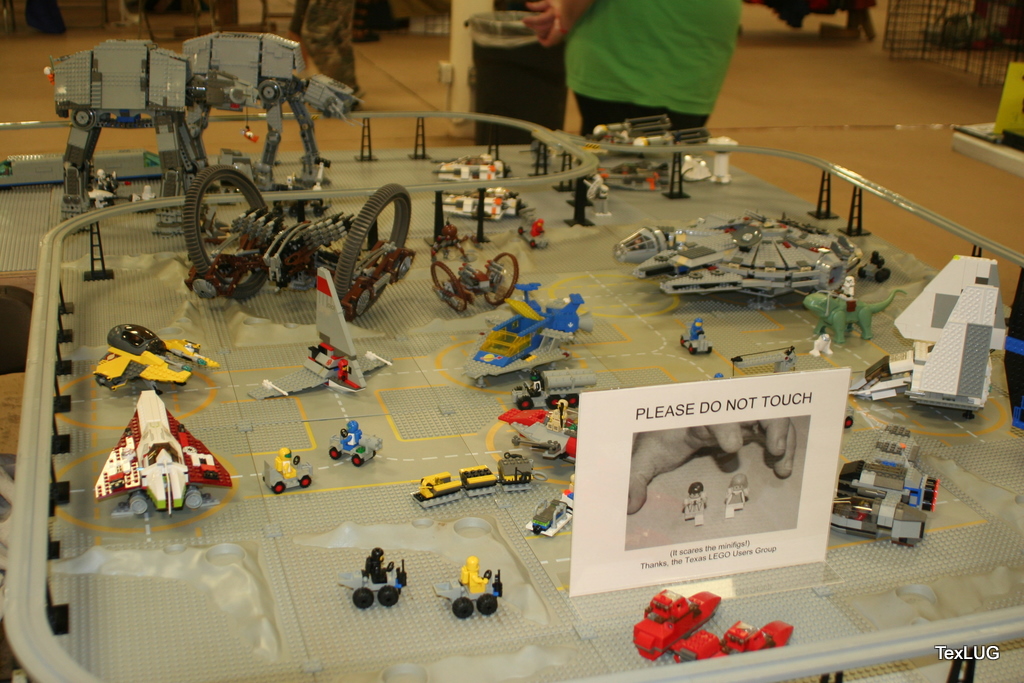 PLEASE DO NOT TOUCH
(It scares the minifigs!)
Thanks, the Texas LEGO Users Group
TexLUG